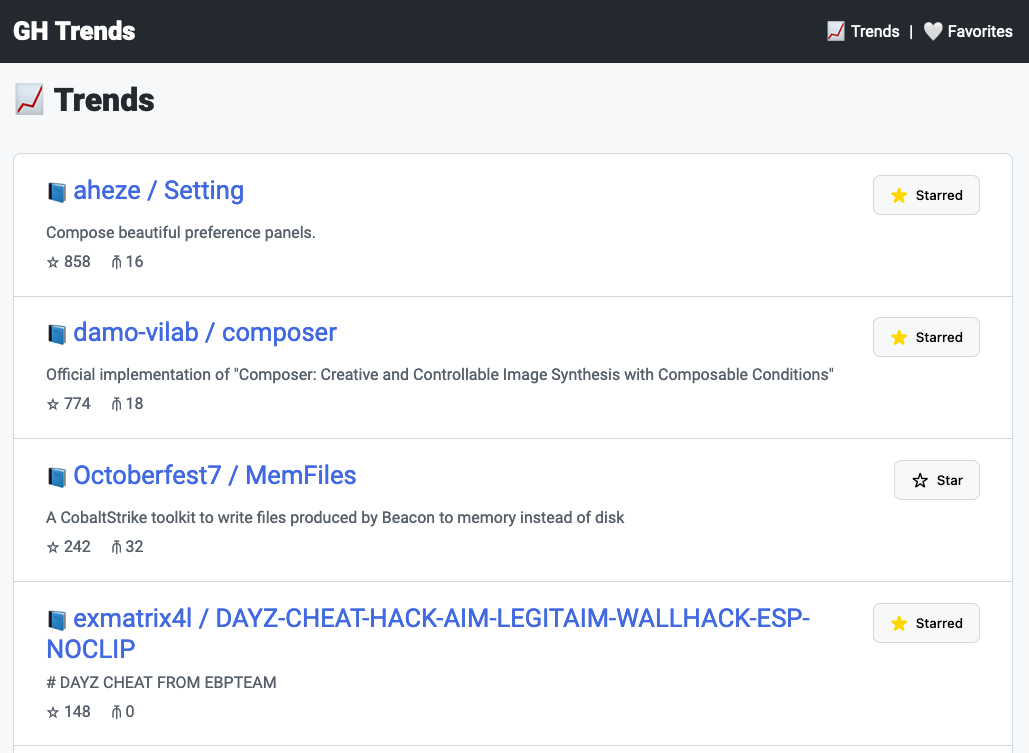 GH Trends
Trends | Favorites
Trends
aheze / Setting
Starred
Compose beautiful preference panels.
858 16
damo-vilab / composer
Starred
Official implementation of "Composer: Creative and Controllable Image Synthesis with Composable Conditions"
774 18
Octoberfest7 / MemFiles
Star
A CobaltStrike toolkit to write files produced by Beacon to memory instead of disk
242 32
exmatrix4l / DAYZ-CHEAT-HACK-AIM-LEGITAIM-WALLHACK-ESP-
NOCLIP
Starred
# DAYZ CHEAT FROM EBPTEAM
148 0